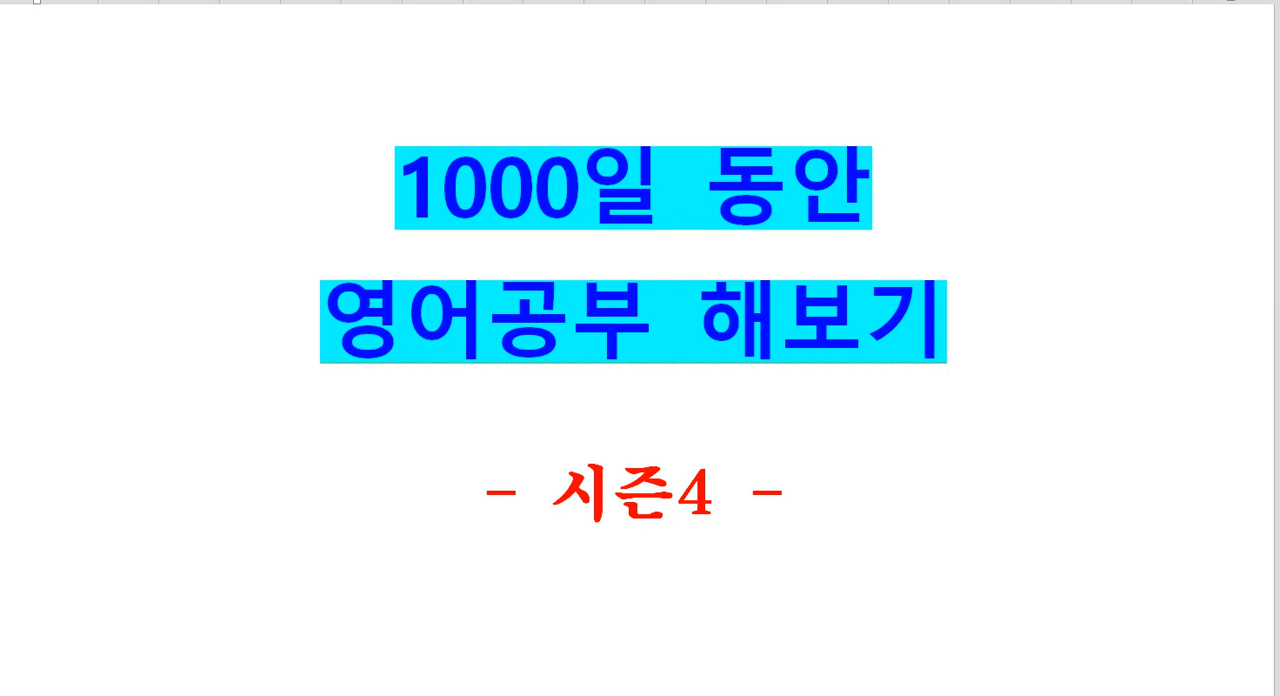 1000일 동안
영어공부 해보기
- 시즌4 -